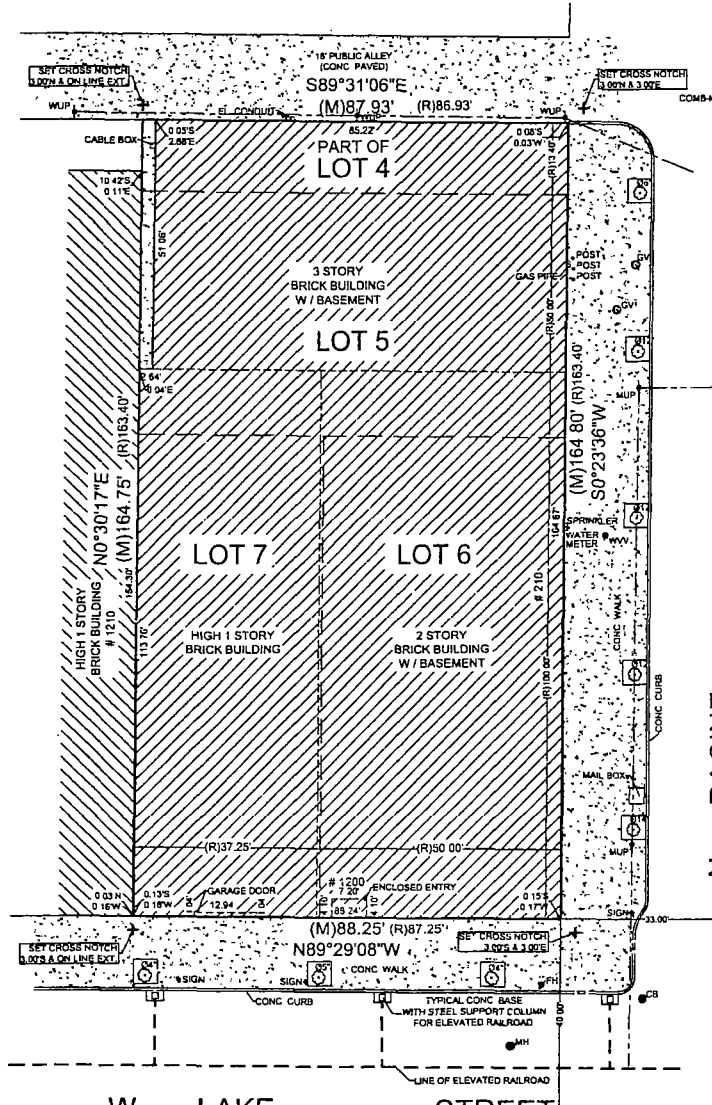 18' PUBLIC ALLEY
(CONC PAVED)
S89°31'06"E
(M)87.93' (R)86.93'
SET CROSS NOTCH
3.00'N & ON LINE EXT.
SET CROSS NOTCH
3.00'N & 3.00'E
WUP
EL CONDUIT
WUP
WUP
85.22'
CABLE BOX
0.05'S
2.68'E
0.08'S
0.03'W
PART OF
LOT 4
(R)13.40'
10.42'S
0.11'E
51.06'
3 STORY
BRICK BUILDING
W / BASEMENT
POST
POST
POST
GAS PIPE
GV
GV
LOT 5
(R)50.00'
2.64'
0.04'E
MUP
N0°30'17"E
(M)164.75' (R)163.40'
(M)164.80' (R)163.40'
S0°23'36"W
164.30'
164.67'
SPRINKLER
WATER
METER
WVV
LOT 7
LOT 6
# 210
HIGH 1 STORY
BRICK BUILDING
# 1210
113.76'
HIGH 1 STORY
BRICK BUILDING
2 STORY
BRICK BUILDING
W / BASEMENT
(R)100.00'
CONC WALK
CONC CURB
MAIL BOX
MUP
(R)37.25'
(R)50.00'
0.03'N
0.16'W
0.13'S
0.18'W
GARAGE DOOR
12.94
# 1200
7.20'
ENCLOSED ENTRY
4.10'
88.24'
0.15'S
0.17'W
SIGN
33.00'
(M)88.25' (R)87.25'
N89°29'08"W
SET CROSS NOTCH
3.00'S & ON LINE EXT.
SET CROSS NOTCH
3.00'S & 3.00'E
SIGN
SIGN
CONC WALK
FH
CB
CONC CURB
TYPICAL CONC BASE
WITH STEEL SUPPORT COLUMN
FOR ELEVATED RAILROAD
MH
LINE OF ELEVATED RAILROAD
W LAKE STREET